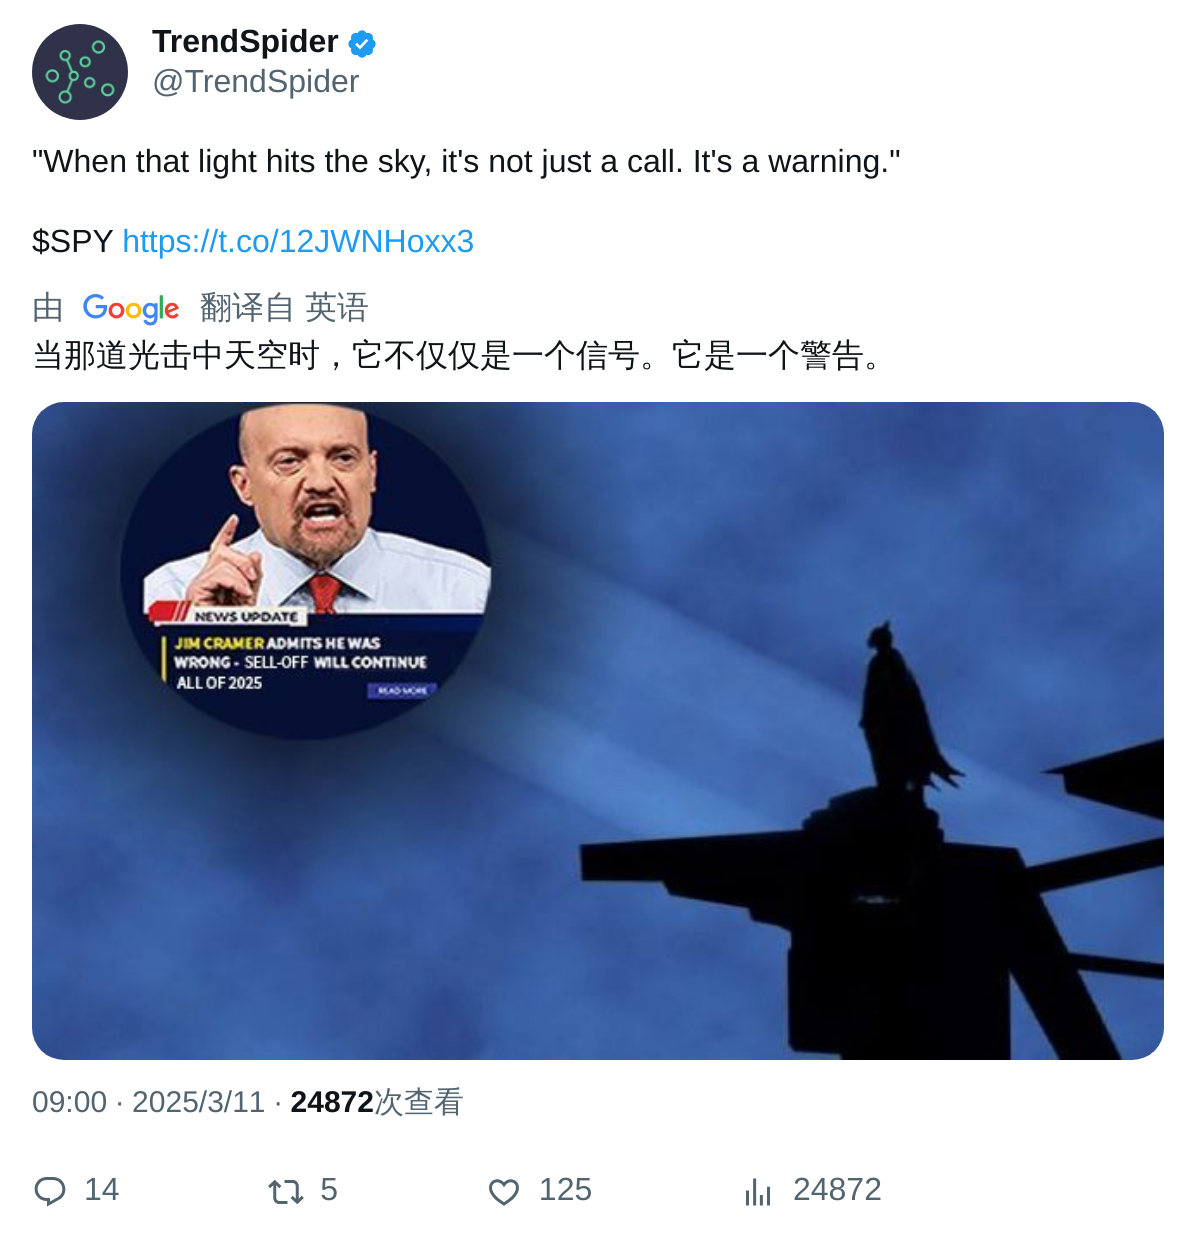 TrendSpider
@TrendSpider
"When that light hits the sky, it's not just a call. It's a warning."
$SPY https://t.co/12JWNHoxx3
由 Google 翻译自 英语
当那道光击中天空时，它不仅仅是一个信号。它是一个警告。
NEWS UPDATE
JIM CRAMER ADMITS HE WAS
WRONG - SELL-OFF WILL CONTINUE
ALL OF 2025
READ MORE
09:00 · 2025/3/11 · 24872次查看
14 5 125 24872